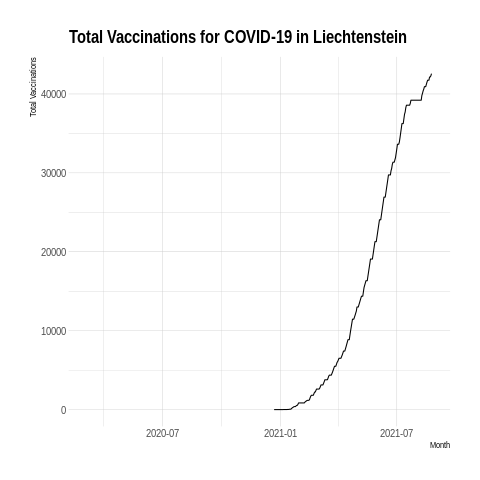 Total Vaccinations for COVID-19 in Liechtenstein
Total Vaccinations
40000
30000
20000
10000
0
2020-07
2021-01
2021-07
Month